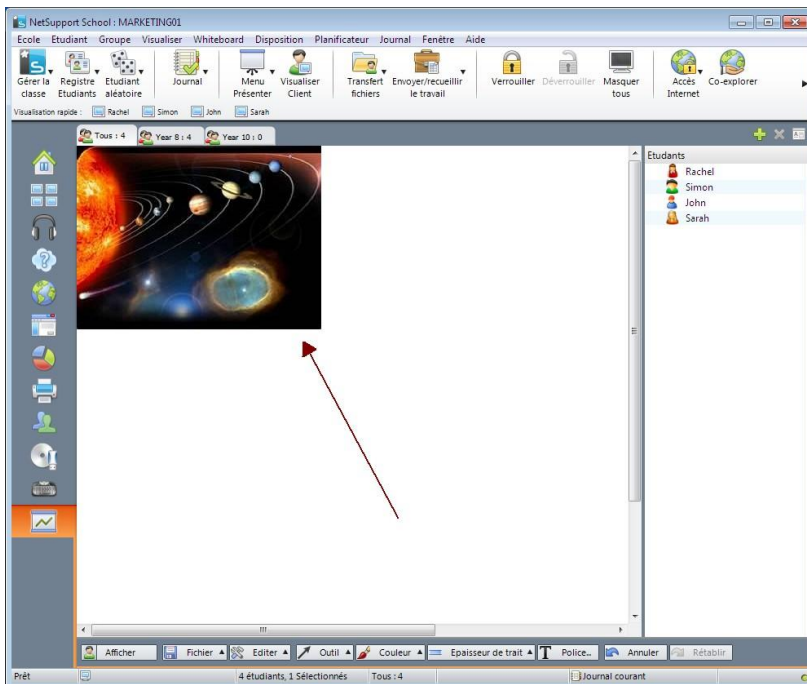 NetSupport School : MARKETING01
Ecole Etudiant Groupe Visualiser Whiteboard Disposition Planificateur Journal Fenêtre Aide
Gérer la classe
Registre Etudiants
Etudiant aléatoire
Journal
Menu Présenter
Visualiser Client
Transfert fichiers
Envoyer/recueillir le travail
Verrouiller
Déverrouiller
Masquer tous
Accès Internet
Co-explorer
Visualisation rapide : Rachel Simon John Sarah
Tous : 4 Year 8 : 4 Year 10 : 0
Etudants
Rachel
Simon
John
Sarah
Afficher Fichier Editer Outil Couleur Epaisseur de trait T Police.. Annuler Rétablir
Prêt 4 étudiants, 1 Sélectionnés Tous : 4 Journal courant